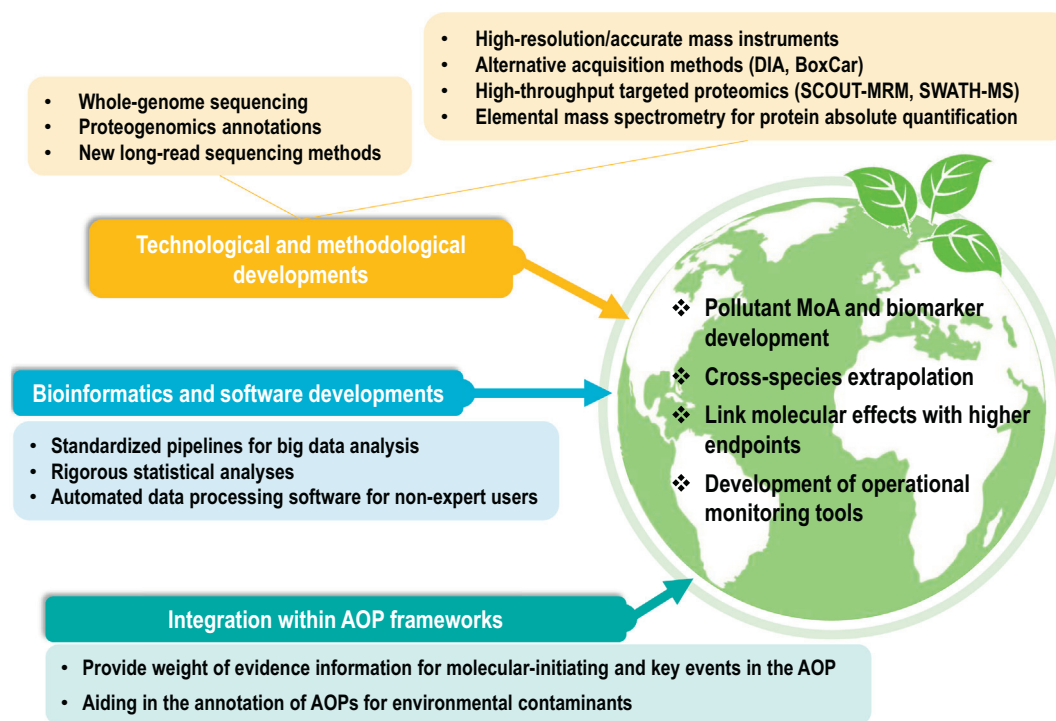 • High-resolution/accurate mass instruments
• Alternative acquisition methods (DIA, BoxCar)
• High-throughput targeted proteomics (SCOUT-MRM, SWATH-MS)
• Elemental mass spectrometry for protein absolute quantification
• Whole-genome sequencing
• Proteogenomics annotations
• New long-read sequencing methods
Technological and methodological
developments
Bioinformatics and software developments
• Standardized pipelines for big data analysis
• Rigorous statistical analyses
• Automated data processing software for non-expert users
Integration within AOP frameworks
• Provide weight of evidence information for molecular-initiating and key events in the AOP
• Aiding in the annotation of AOPs for environmental contaminants
❖ Pollutant MoA and biomarker
development
❖ Cross-species extrapolation
❖ Link molecular effects with higher
endpoints
❖ Development of operational
monitoring tools